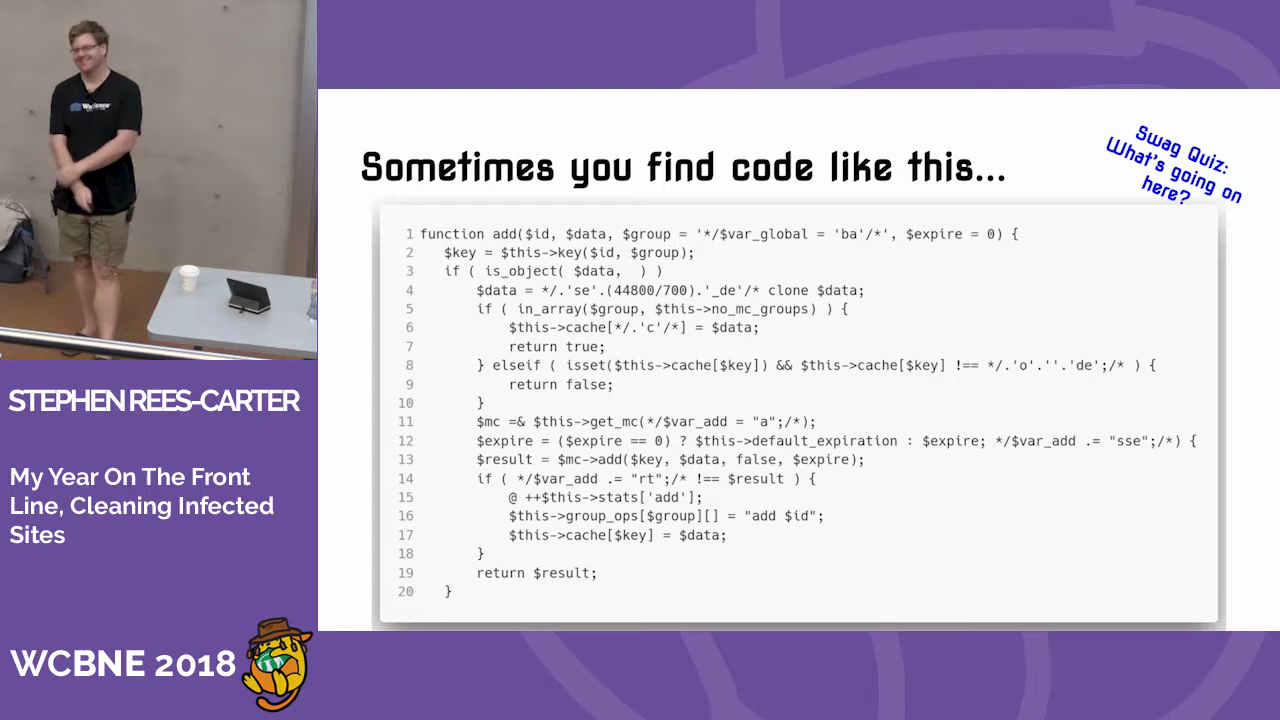 Sometimes you find code like this...
Swag Quiz:
What's going on
here?
1 function add($id, $data, $group = '*/$var_global = 'ba'/*', $expire = 0) {
2 $key = $this->key($id, $group);
3 if ( is_object( $data,  ) )
4 $data = */.'se'.(44800/700).'_de'/* clone $data;
5 if ( in_array($group, $this->no_mc_groups) ) {
6 $this->cache[*/.'c'/*] = $data;
7 return true;
8 } elseif ( isset($this->cache[$key]) && $this->cache[$key] !== */.'o'.''.'de';/* ) {
9 return false;
10 }
11 $mc =& $this->get_mc(*/$var_add = "a";/*);
12 $expire = ($expire == 0) ? $this->default_expiration : $expire; */$var_add .= "sse";/*) {
13 $result = $mc->add($key, $data, false, $expire);
14 if ( */$var_add .= "rt";/* !== $result ) {
15 @ ++$this->stats['add'];
16 $this->group_ops[$group][] = "add $id";
17 $this->cache[$key] = $data;
18 }
19 return $result;
20 }
STEPHEN REES-CARTER
My Year On The Front
Line, Cleaning Infected
Sites
WCBNE 2018